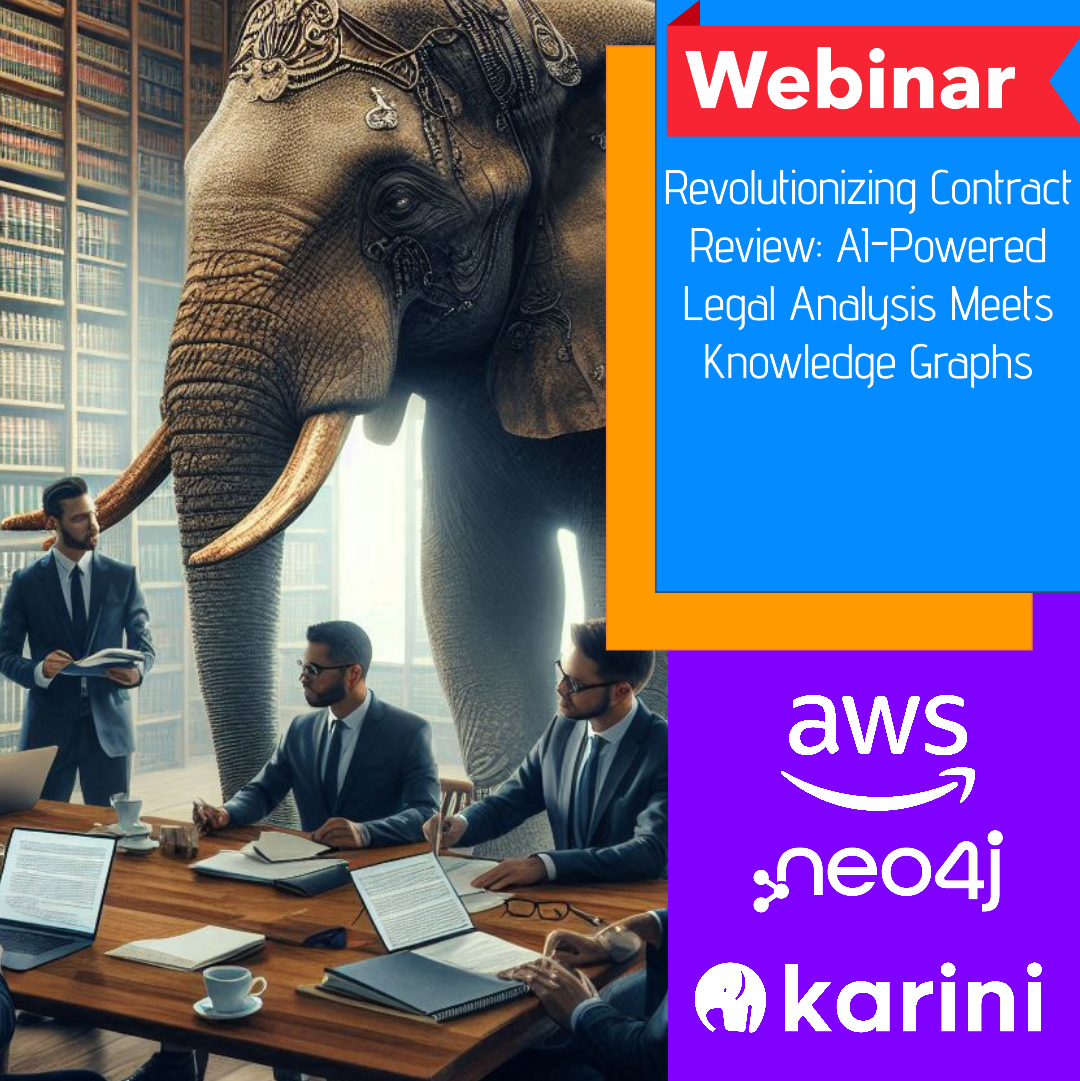 Webinar
Revolutionizing Contract
Review: AI-Powered
Legal Analysis Meets
Knowledge Graphs
aws
neo4j
karini